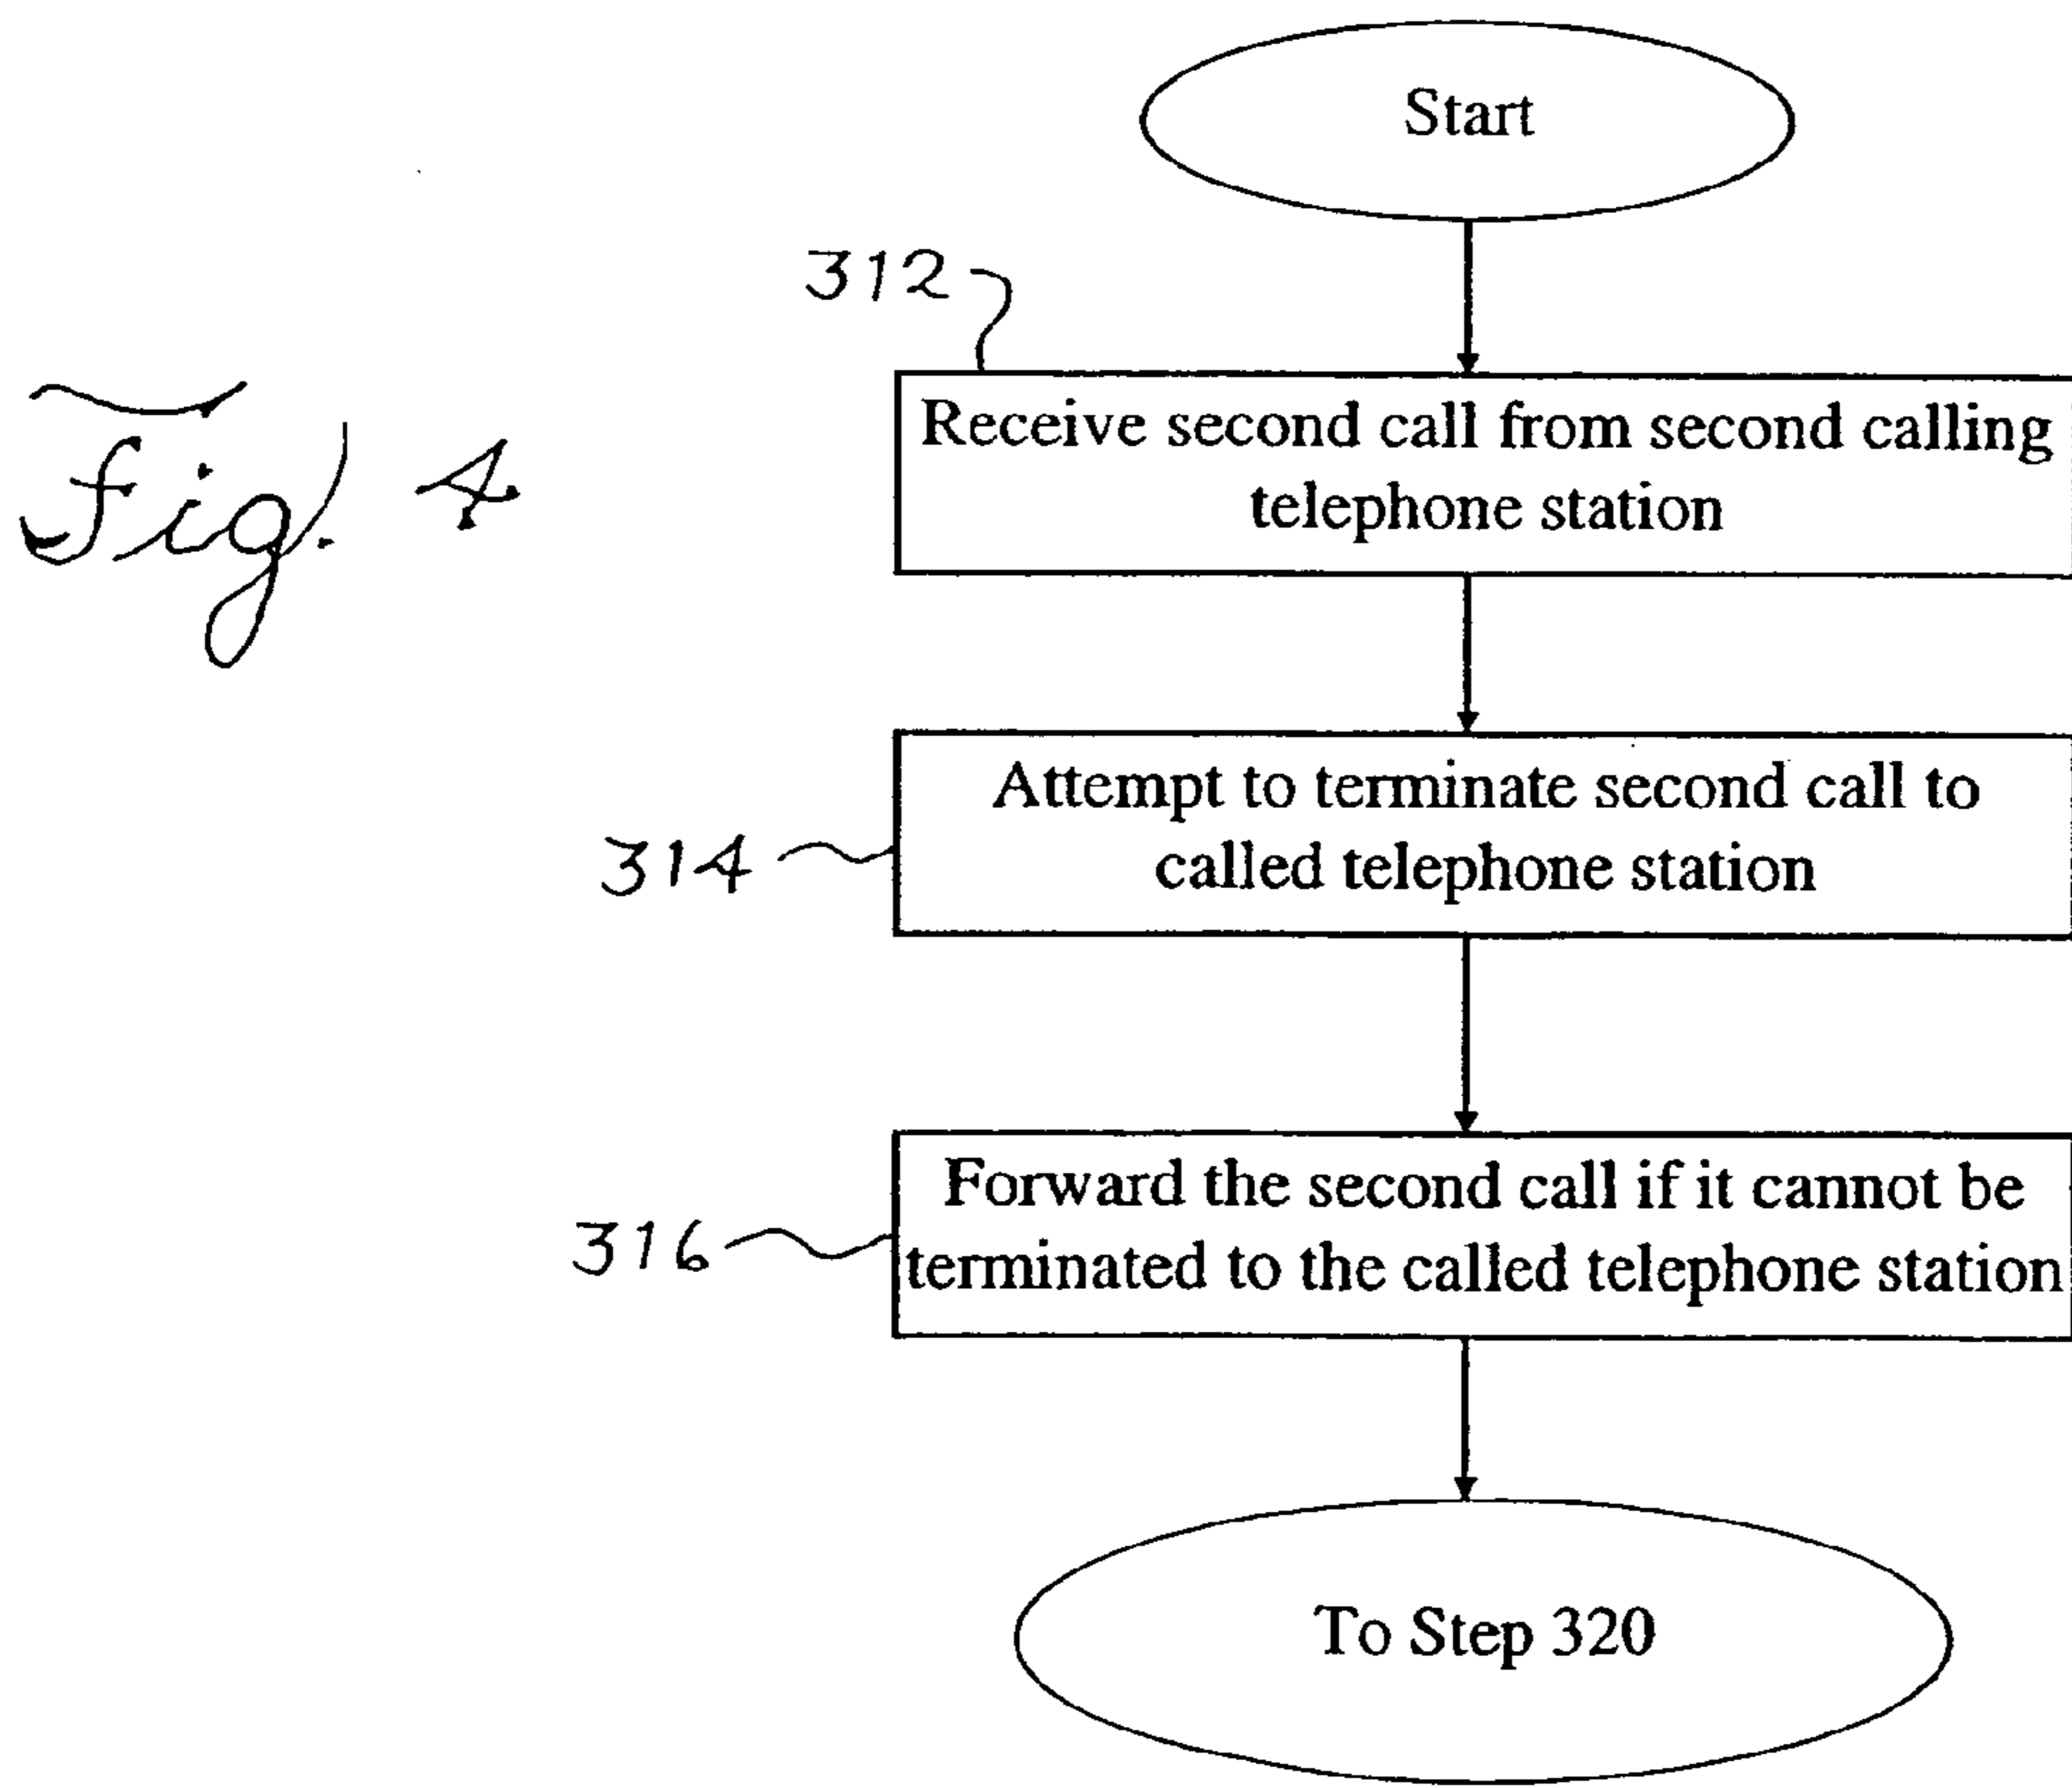 Start
312
Receive second call from second calling
telephone station
Fig. 4
Attempt to terminate second call to
called telephone station
314
Forward the second call if it cannot be
terminated to the called telephone station
316
To Step 320